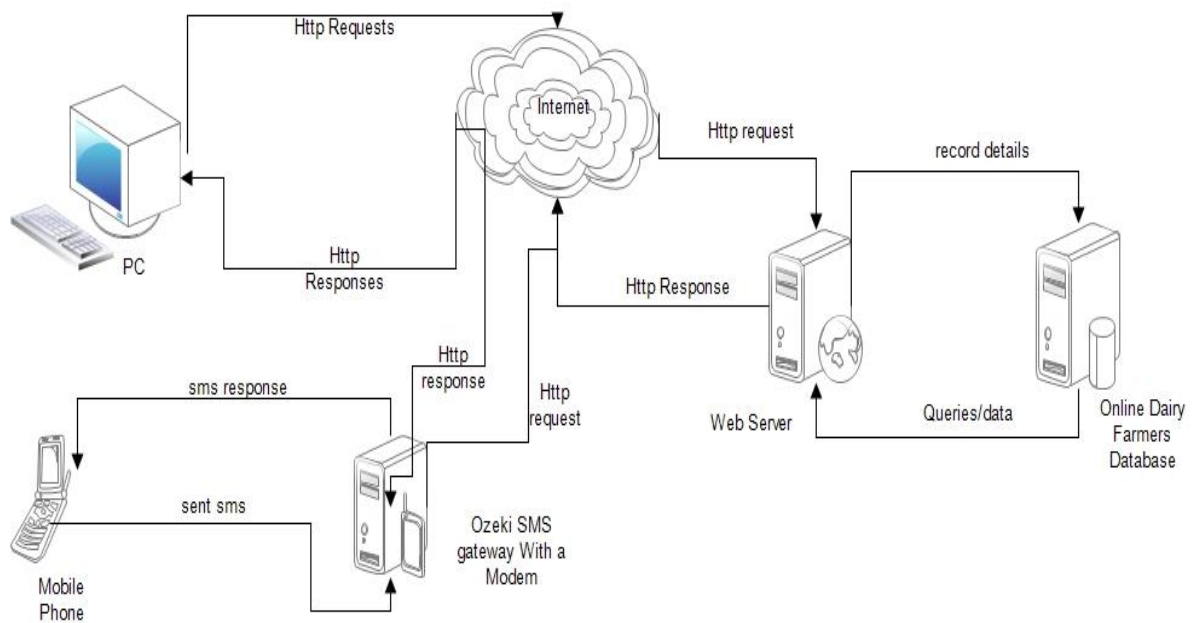 Http Requests
Internet
Http request
record details
PC
Http
Responses
Http Response
Http
response
Http
request
sms response
Web Server
Queries/data
Online Dairy
Farmers
Database
sent sms
Ozeki SMS
gateway With a
Modem
Mobile
Phone